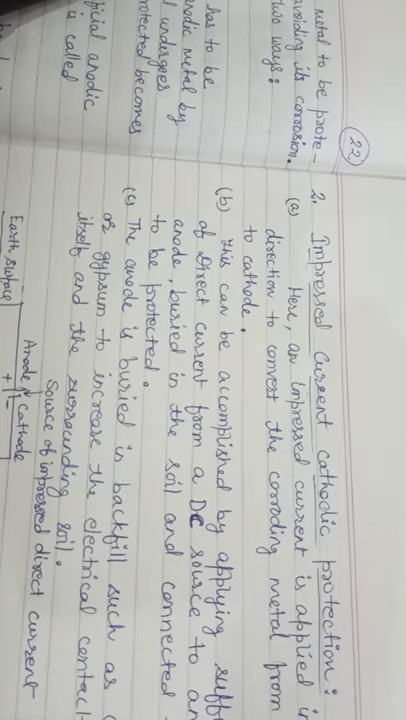 metal to be prote-
avoiding its corrosion.
two ways:
has to be
anodic metal by
undergoes
protected becomes
anodic
is called
22
2. Impressed Current cathodic protection:
(a) Here, an impressed current is applied in
direction to convert the corroding metal from
to cathode.
(b) This can be accomplished by applying suff
of direct current from a DC source to an
anode, buried in the soil and connected
to be protected.
(c) The anode is buried in backfill such as
or gypsum to increase the electrical contact
itself and the surrounding soil.
Source of impressed direct current
Anode cathode
+ -
Earth surface